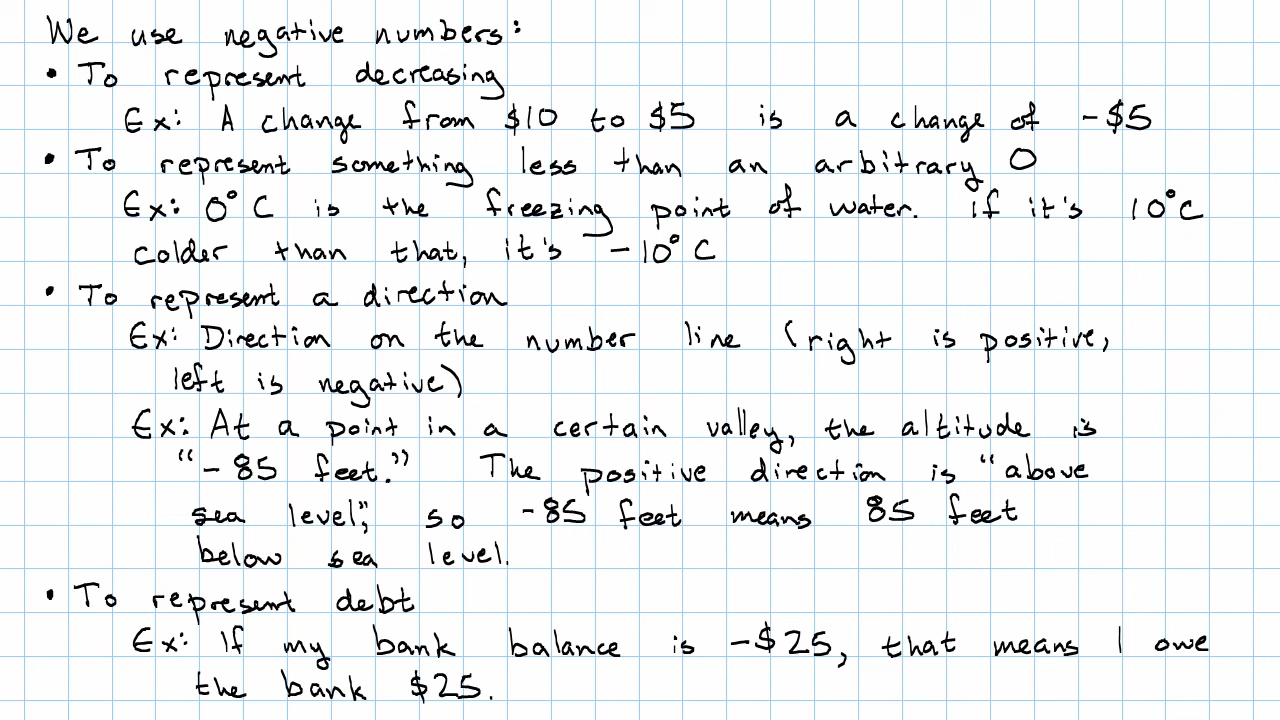 We use negative numbers:
• To represent decreasing
Ex: A change from $10 to $5 is a change of -$5
• To represent something less than an arbitrary 0
Ex: 0°C is the freezing point of water. If it's 10°C
colder than that, it's -10°C
• To represent a direction
Ex: Direction on the number line (right is positive,
left is negative)
Ex: At a point in a certain valley, the altitude is
"-85 feet." The positive direction is "above
sea level", so -85 feet means 85 feet
below sea level.
• To represent debt
Ex: If my bank balance is -$25, that means I owe
the bank $25.